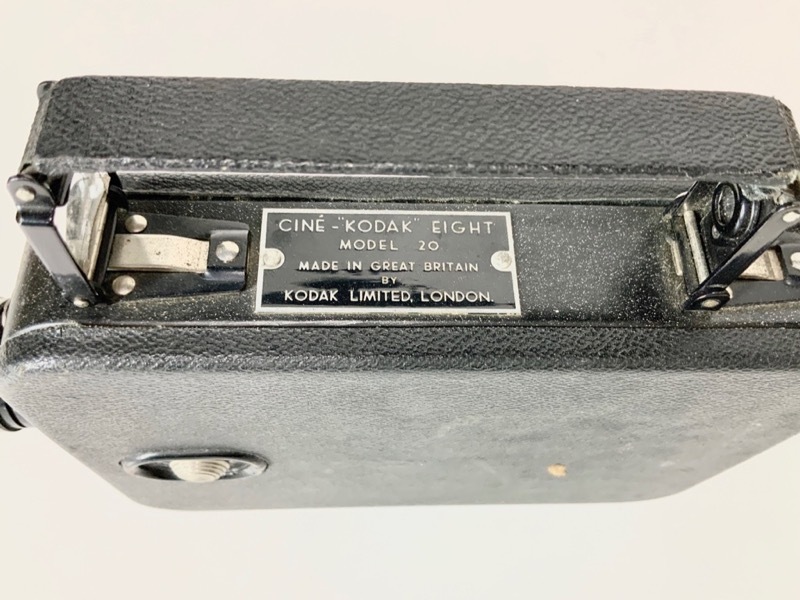 CINÉ-"KODAK" EIGHT
MODEL 20
MADE IN GREAT BRITAIN
BY
KODAK LIMITED, LONDON.